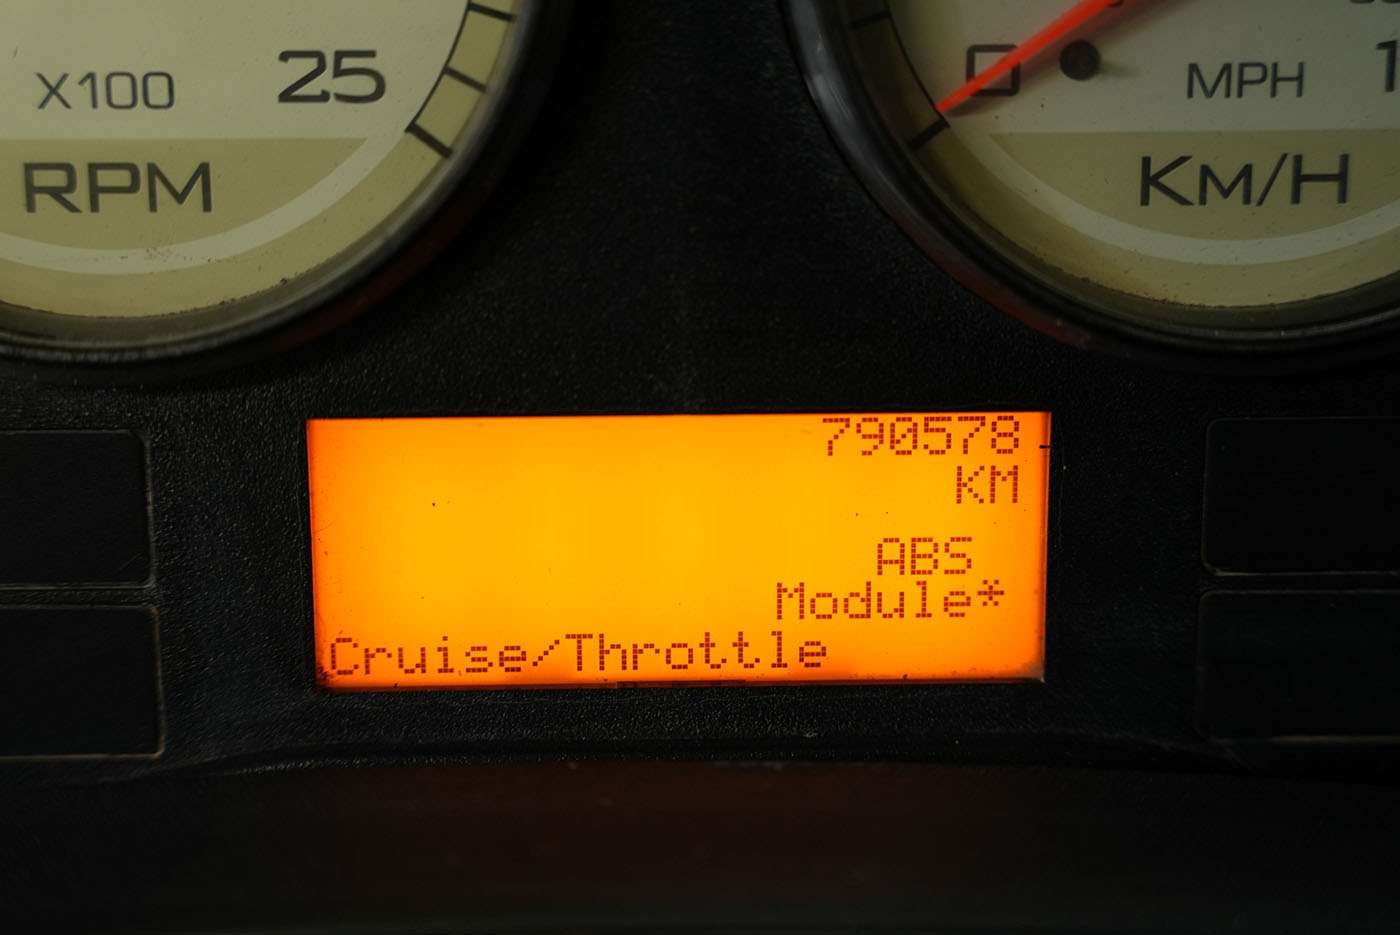 X100 25
RPM
0 MPH
KM/H
790578
KM
ABS
Module*
Cruise/Throttle